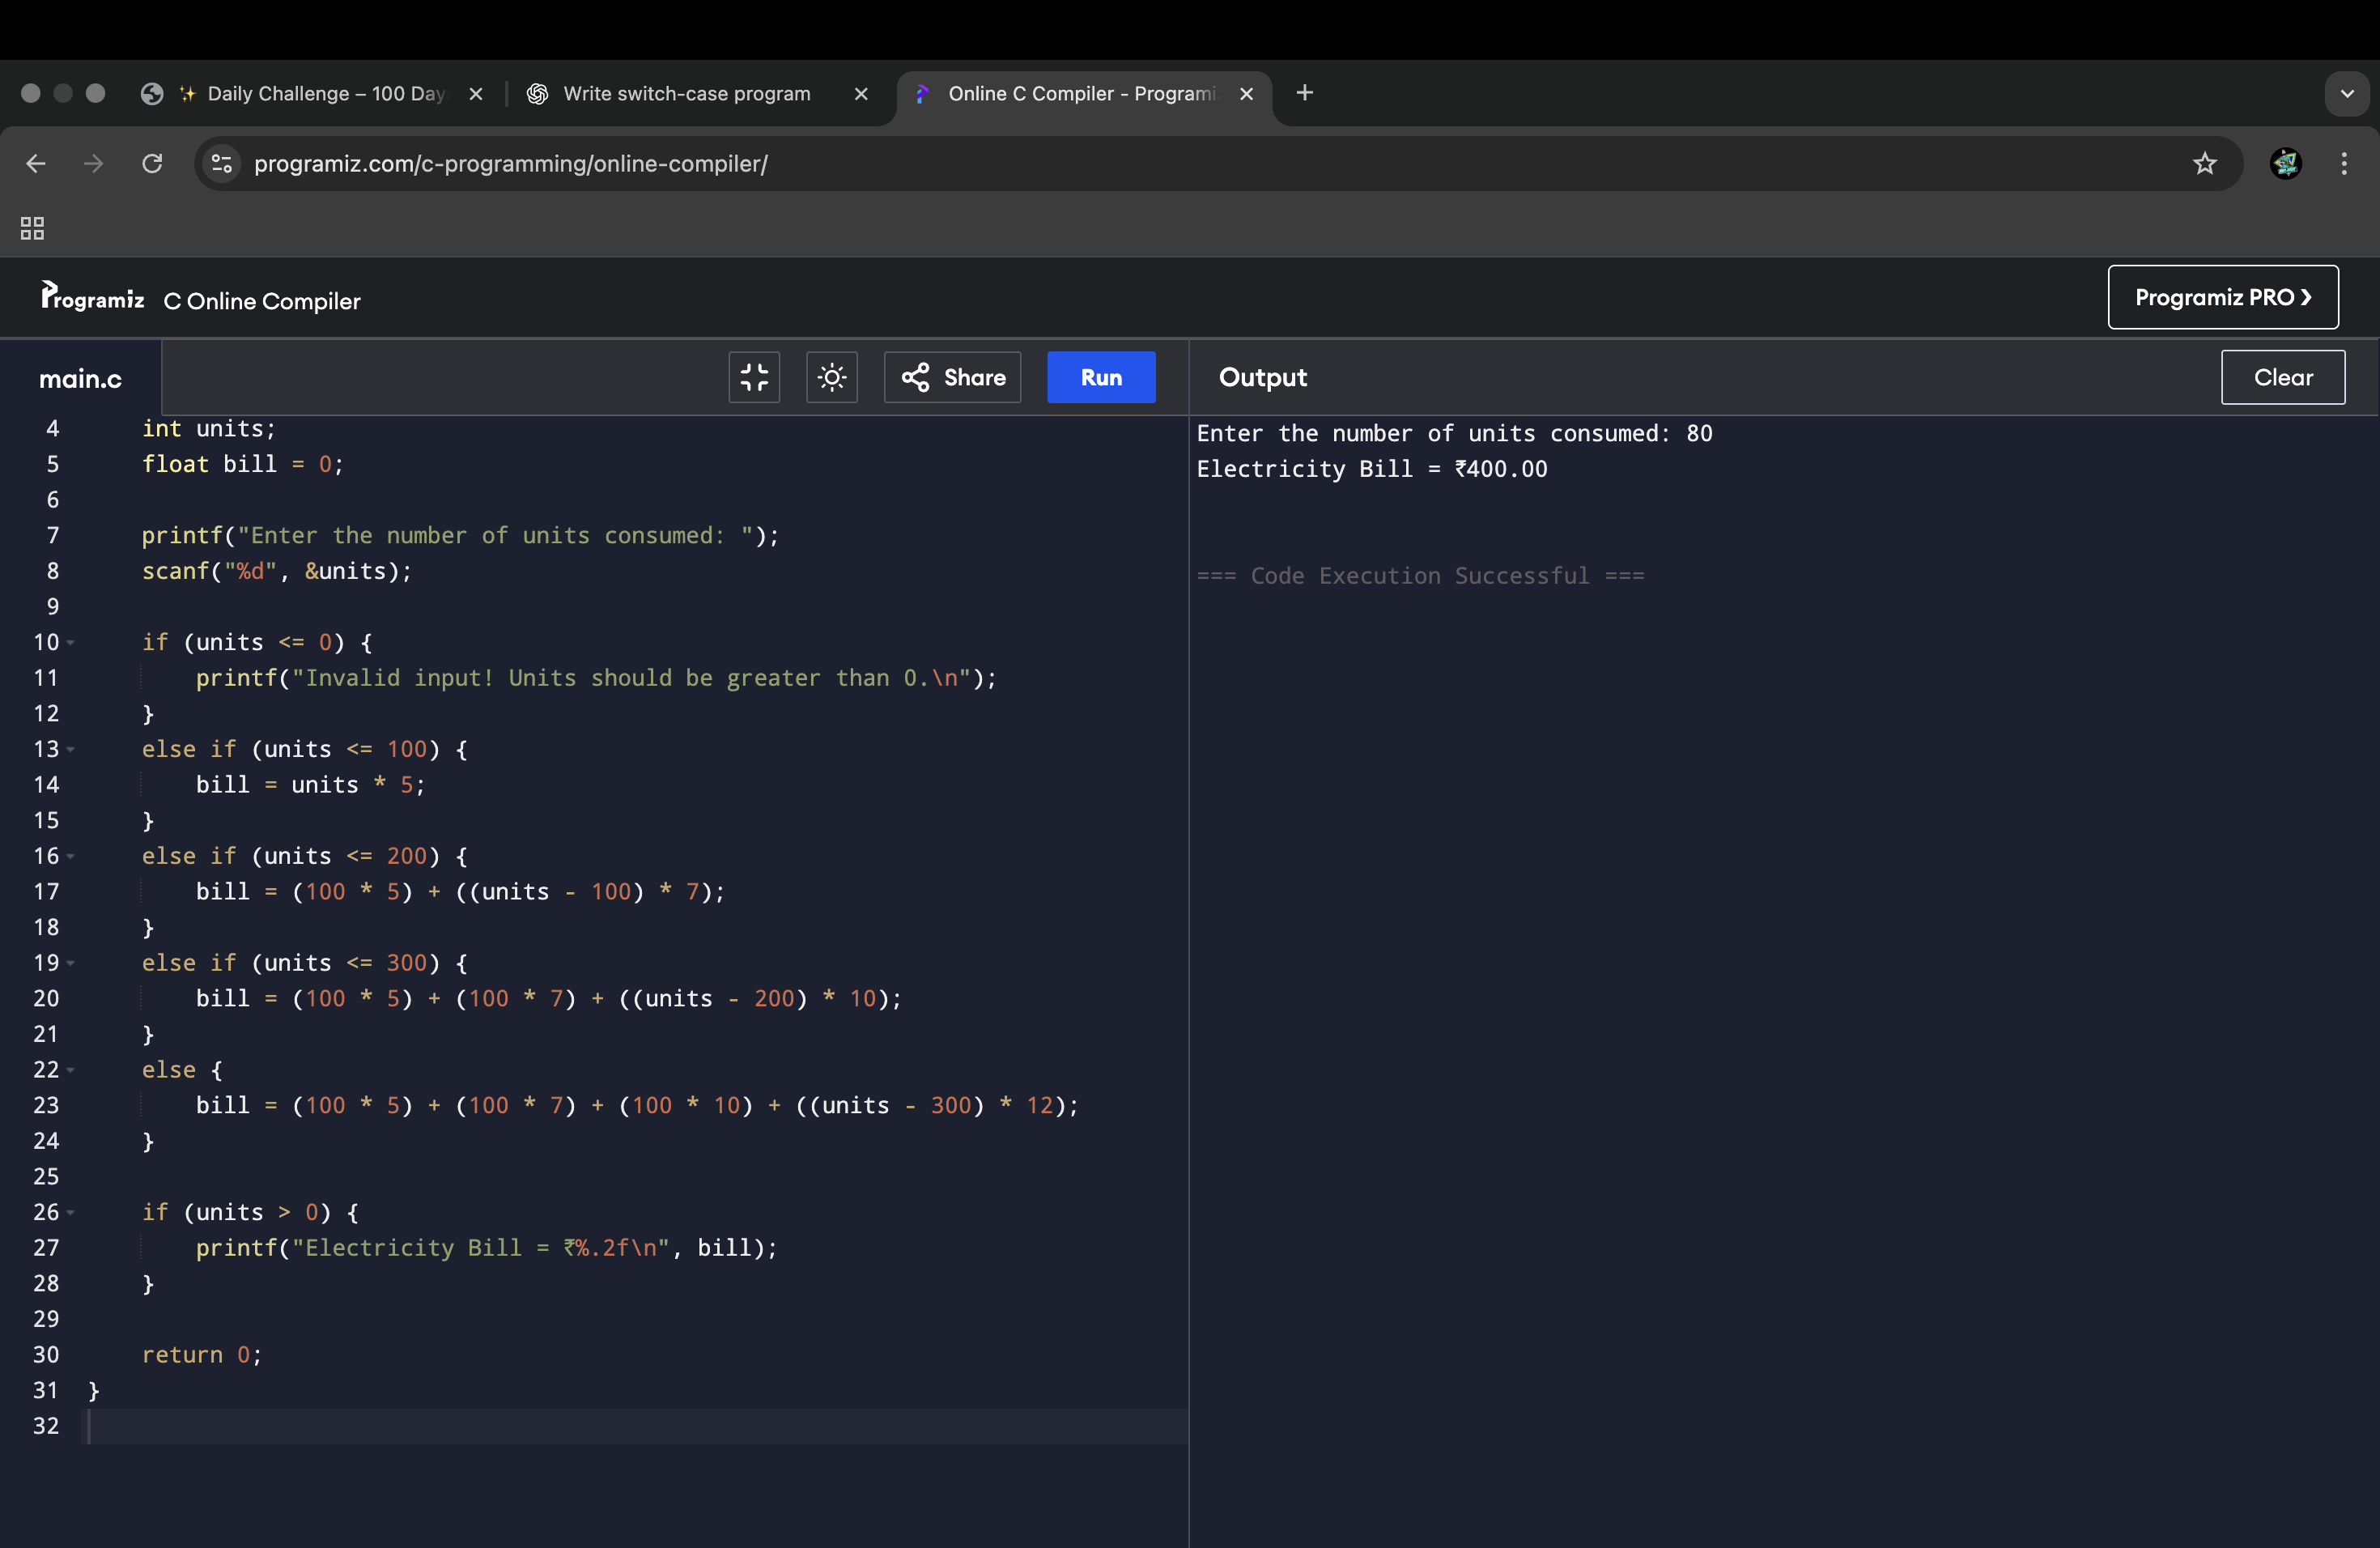 ✨ Daily Challenge – 100 Day
Write switch-case program
Online C Compiler - Programi
programiz.com/c-programming/online-compiler/
Programiz C Online Compiler
Programiz PRO ❯
main.c
Share
Run
Output
Clear
4 int units;
5 float bill = 0;
6
7 printf("Enter the number of units consumed: ");
8 scanf("%d", &units);
9
10 if (units <= 0) {
11 printf("Invalid input! Units should be greater than 0.\n");
12 }
13 else if (units <= 100) {
14 bill = units * 5;
15 }
16 else if (units <= 200) {
17 bill = (100 * 5) + ((units - 100) * 7);
18 }
19 else if (units <= 300) {
20 bill = (100 * 5) + (100 * 7) + ((units - 200) * 10);
21 }
22 else {
23 bill = (100 * 5) + (100 * 7) + (100 * 10) + ((units - 300) * 12);
24 }
25
26 if (units > 0) {
27 printf("Electricity Bill = ₹%.2f\n", bill);
28 }
29
30 return 0;
31 }
32
Enter the number of units consumed: 80
Electricity Bill = ₹400.00
=== Code Execution Successful ===